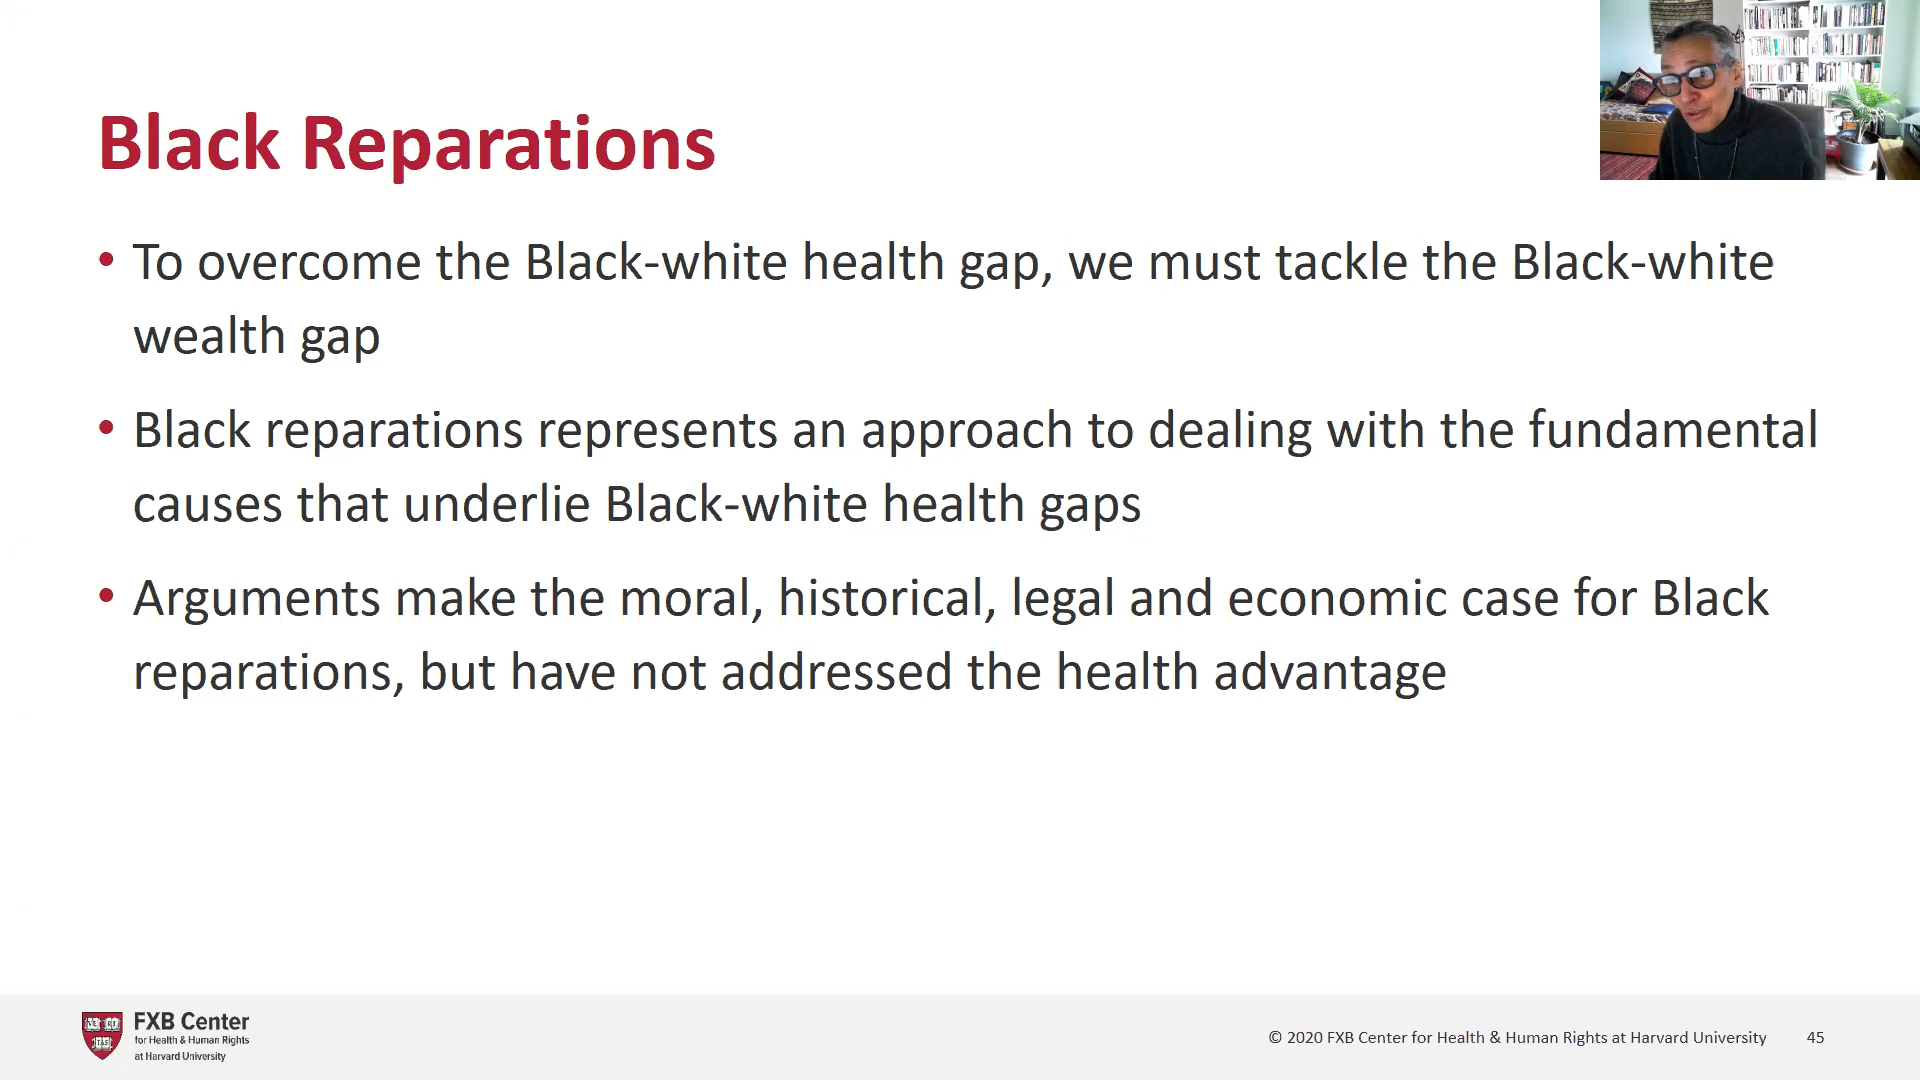 Black Reparations
• To overcome the Black-white health gap, we must tackle the Black-white
wealth gap
• Black reparations represents an approach to dealing with the fundamental
causes that underlie Black-white health gaps
• Arguments make the moral, historical, legal and economic case for Black
reparations, but have not addressed the health advantage
VE RI
TAS
FXB Center
for Health & Human Rights
at Harvard University
© 2020 FXB Center for Health & Human Rights at Harvard University 45